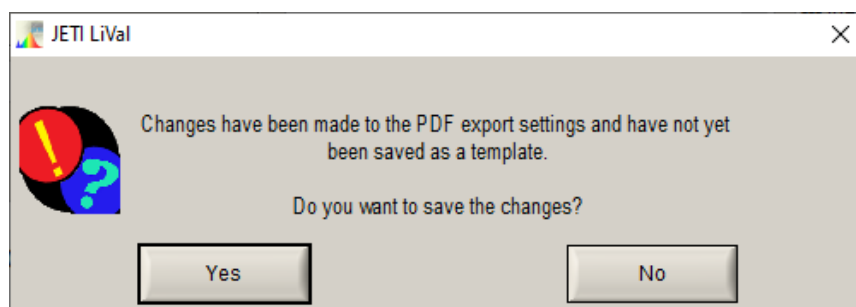 JETI LiVal
Changes have been made to the PDF export settings and have not yet
been saved as a template.
Do you want to save the changes?
Yes
No